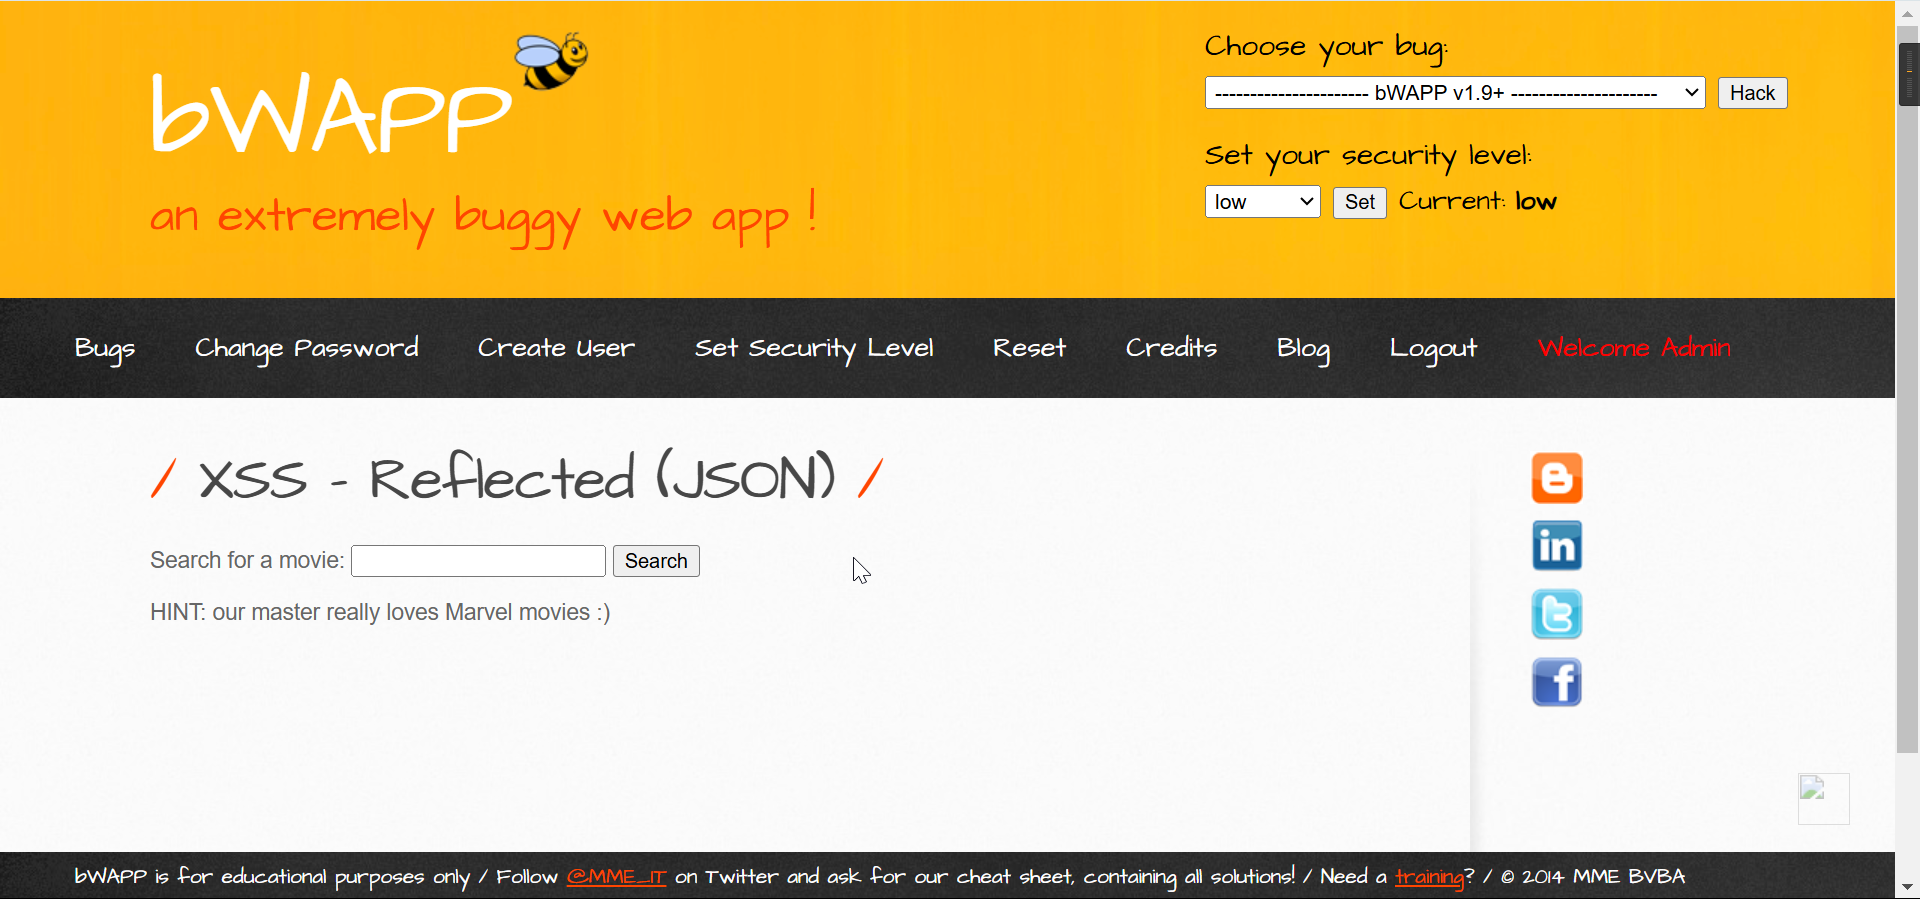 bWAPP
an extremely buggy web app !
Choose your bug:
---------------------- bWAPP v1.9+ --------------------- Hack
Set your security level:
low Set Current: low
Bugs Change Password Create User Set Security Level Reset Credits Blog Logout Welcome Admin
/ XSS - Reflected (JSON) /
Search for a movie: Search
HINT: our master really loves Marvel movies :)
in
t
f
bWAPP is for educational purposes only / Follow @MME_IT on Twitter and ask for our cheat sheet, containing all solutions! / Need a training? / © 2014 MME BVBA